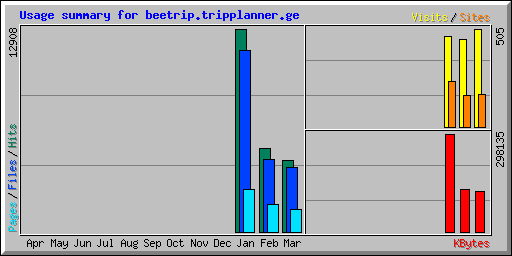 Usage summary for beetrip.tripplanner.ge
Visits / Sites
12908
505
Pages / Files / Hits
298135
Apr May Jun Jul Aug Sep Oct Nov Dec Jan Feb Mar
KBytes